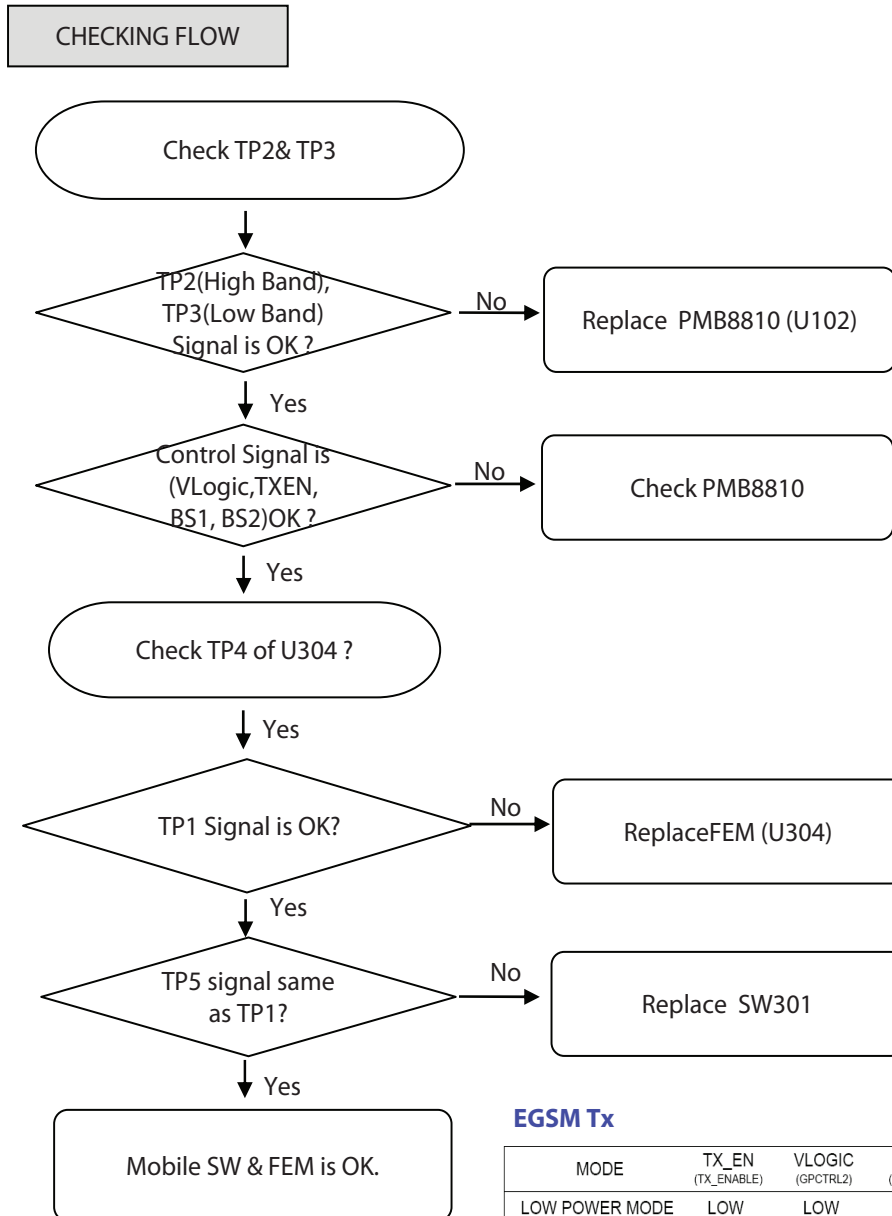 CHECKING FLOW
Check TP2& TP3
TP2(High Band),
TP3(Low Band)
Signal is OK ?
No
Replace PMB8810 (U102)
Yes
Control Signal is
(VLogic,TXEN,
BS1, BS2)OK ?
No
Check PMB8810
Yes
Check TP4 of U304 ?
Yes
TP1 Signal is OK?
No
ReplaceFEM (U304)
Yes
TP5 signal same
as TP1?
No
Replace SW301
Yes
Mobile SW & FEM is OK.
EGSM Tx
MODE TX_EN VLOGIC
(TX_ENABLE) (GPCTRL2) (
LOW POWER MODE LOW LOW